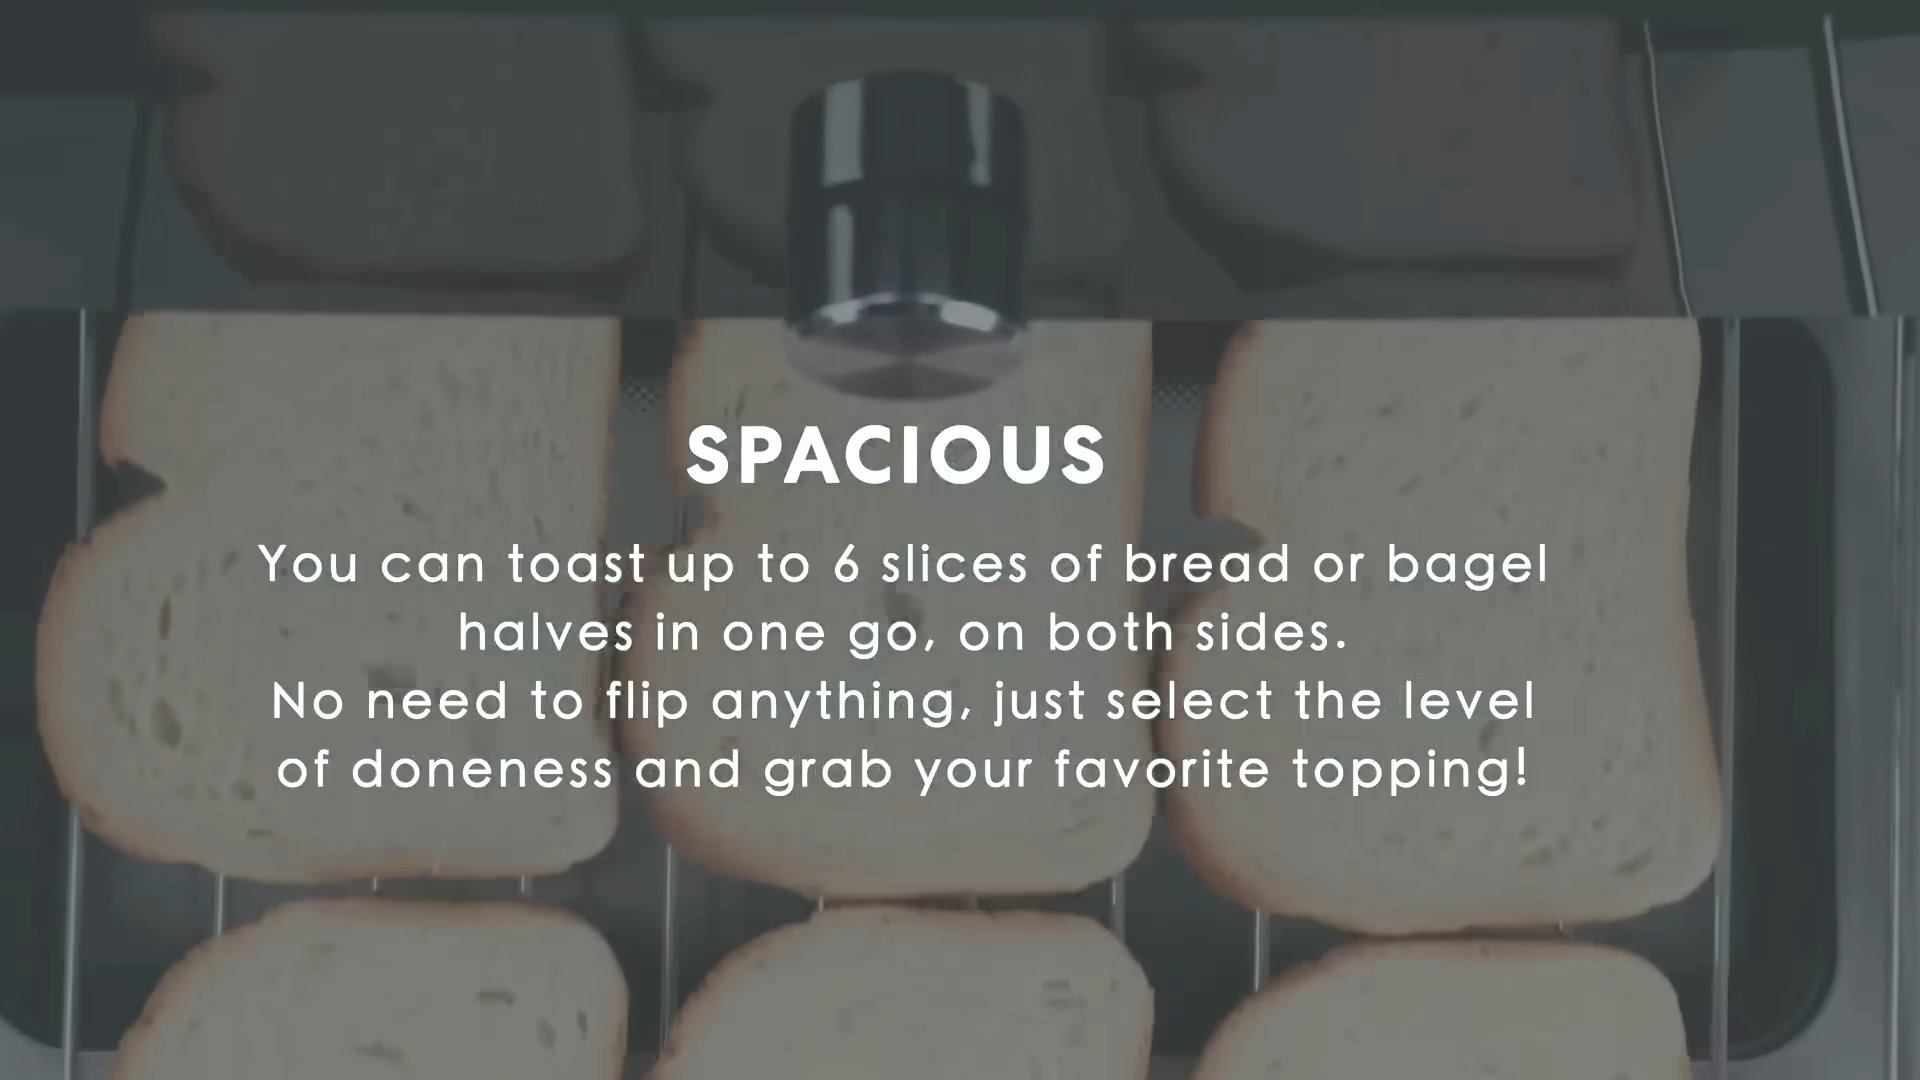 SPACIOUS
You can toast up to 6 slices of bread or bagel
halves in one go, on both sides.
No need to flip anything, just select the level
of doneness and grab your favorite topping!